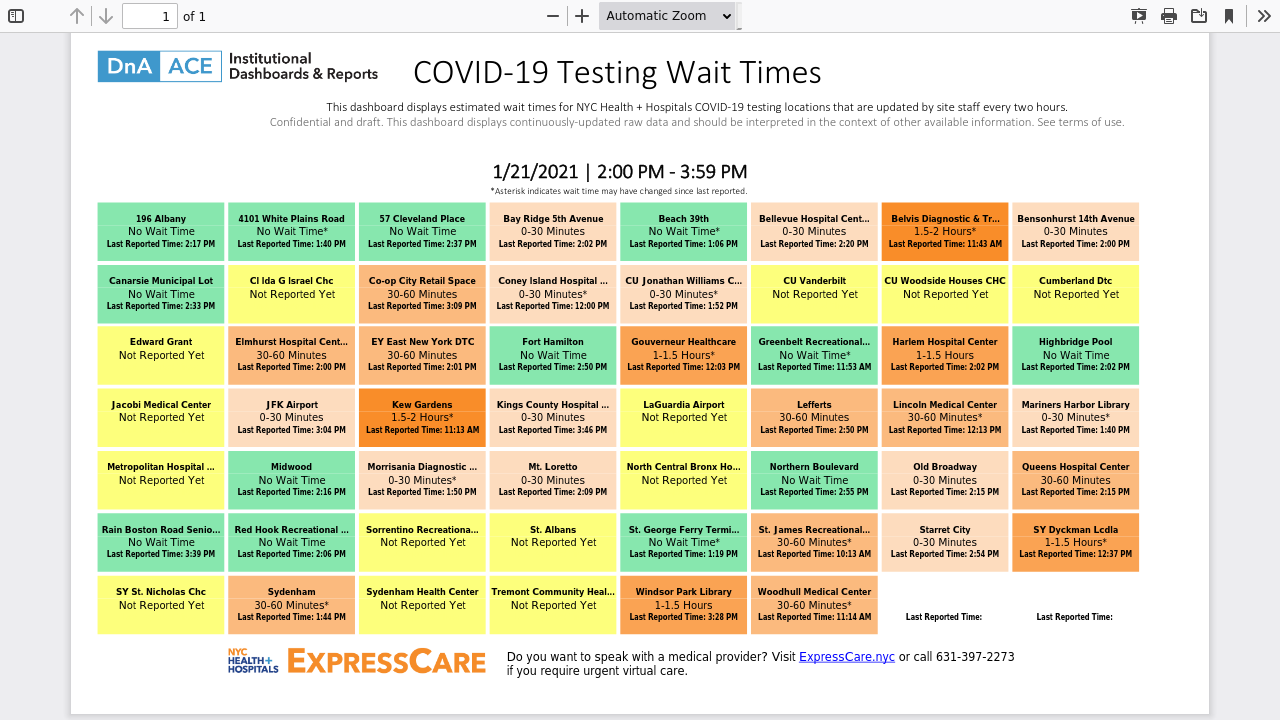 1 of 1 Automatic Zoom
DnA ACE Institutional
Dashboards & Reports
COVID-19 Testing Wait Times
This dashboard displays estimated wait times for NYC Health + Hospitals COVID-19 testing locations that are updated by site staff every two hours.
Confidential and draft. This dashboard displays continuously-updated raw data and should be interpreted in the context of other available information. See terms of use.
1/21/2021 | 2:00 PM - 3:59 PM
*Asterisk indicates wait time may have changed since last reported.
196 Albany
No Wait Time
Last Reported Time: 2:17 PM
4101 White Plains Road
No Wait Time*
Last Reported Time: 1:40 PM
57 Cleveland Place
No Wait Time
Last Reported Time: 2:37 PM
Bay Ridge 5th Avenue
0-30 Minutes
Last Reported Time: 2:02 PM
Beach 39th
No Wait Time*
Last Reported Time: 1:06 PM
Bellevue Hospital Cent...
0-30 Minutes
Last Reported Time: 2:20 PM
Belvis Diagnostic & Tr...
1.5-2 Hours*
Last Reported Time: 11:43 AM
Bensonhurst 14th Avenue
0-30 Minutes
Last Reported Time: 2:00 PM
Canarsie Municipal Lot
No Wait Time
Last Reported Time: 2:33 PM
Cl Ida G Israel Chc
Not Reported Yet
Co-op City Retail Space
30-60 Minutes
Last Reported Time: 3:09 PM
Coney Island Hospital ...
0-30 Minutes*
Last Reported Time: 12:00 PM
CU Jonathan Williams C...
0-30 Minutes*
Last Reported Time: 1:52 PM
CU Vanderbilt
Not Reported Yet
CU Woodside Houses CHC
Not Reported Yet
Cumberland Dtc
Not Reported Yet
Edward Grant
Not Reported Yet
Elmhurst Hospital Cent...
30-60 Minutes
Last Reported Time: 2:00 PM
EY East New York DTC
30-60 Minutes
Last Reported Time: 2:01 PM
Fort Hamilton
No Wait Time
Last Reported Time: 2:50 PM
Gouverneur Healthcare
1-1.5 Hours*
Last Reported Time: 12:03 PM
Greenbelt Recreational...
No Wait Time*
Last Reported Time: 11:53 AM
Harlem Hospital Center
1-1.5 Hours
Last Reported Time: 2:02 PM
Highbridge Pool
No Wait Time
Last Reported Time: 2:02 PM
Jacobi Medical Center
Not Reported Yet
JFK Airport
0-30 Minutes
Last Reported Time: 3:04 PM
Kew Gardens
1.5-2 Hours*
Last Reported Time: 11:13 AM
Kings County Hospital ...
0-30 Minutes
Last Reported Time: 3:46 PM
LaGuardia Airport
Not Reported Yet
Lefferts
30-60 Minutes
Last Reported Time: 2:50 PM
Lincoln Medical Center
30-60 Minutes*
Last Reported Time: 12:13 PM
Mariners Harbor Library
0-30 Minutes*
Last Reported Time: 1:40 PM
Metropolitan Hospital ...
Not Reported Yet
Midwood
No Wait Time
Last Reported Time: 2:16 PM
Morrisania Diagnostic ...
0-30 Minutes*
Last Reported Time: 1:50 PM
Mt. Loretto
0-30 Minutes
Last Reported Time: 2:09 PM
North Central Bronx Ho...
Not Reported Yet
Northern Boulevard
No Wait Time
Last Reported Time: 2:55 PM
Old Broadway
0-30 Minutes
Last Reported Time: 2:15 PM
Queens Hospital Center
30-60 Minutes
Last Reported Time: 2:15 PM
Rain Boston Road Senio...
No Wait Time
Last Reported Time: 3:39 PM
Red Hook Recreational ...
No Wait Time
Last Reported Time: 2:06 PM
Sorrentino Recreationa...
Not Reported Yet
St. Albans
Not Reported Yet
St. George Ferry Termi...
No Wait Time*
Last Reported Time: 1:19 PM
St. James Recreational...
30-60 Minutes*
Last Reported Time: 10:13 AM
Starret City
0-30 Minutes
Last Reported Time: 2:54 PM
SY Dyckman Lcdla
1-1.5 Hours*
Last Reported Time: 12:37 PM
SY St. Nicholas Chc
Not Reported Yet
Sydenham
30-60 Minutes*
Last Reported Time: 1:44 PM
Sydenham Health Center
Not Reported Yet
Tremont Community Heal...
Not Reported Yet
Windsor Park Library
1-1.5 Hours
Last Reported Time: 3:28 PM
Woodhull Medical Center
30-60 Minutes*
Last Reported Time: 11:14 AM
Last Reported Time:
Last Reported Time:
NYC
HEALTH+
HOSPITALS
EXPRESSCARE
Do you want to speak with a medical provider? Visit ExpressCare.nyc or call 631-397-2273
if you require urgent virtual care.